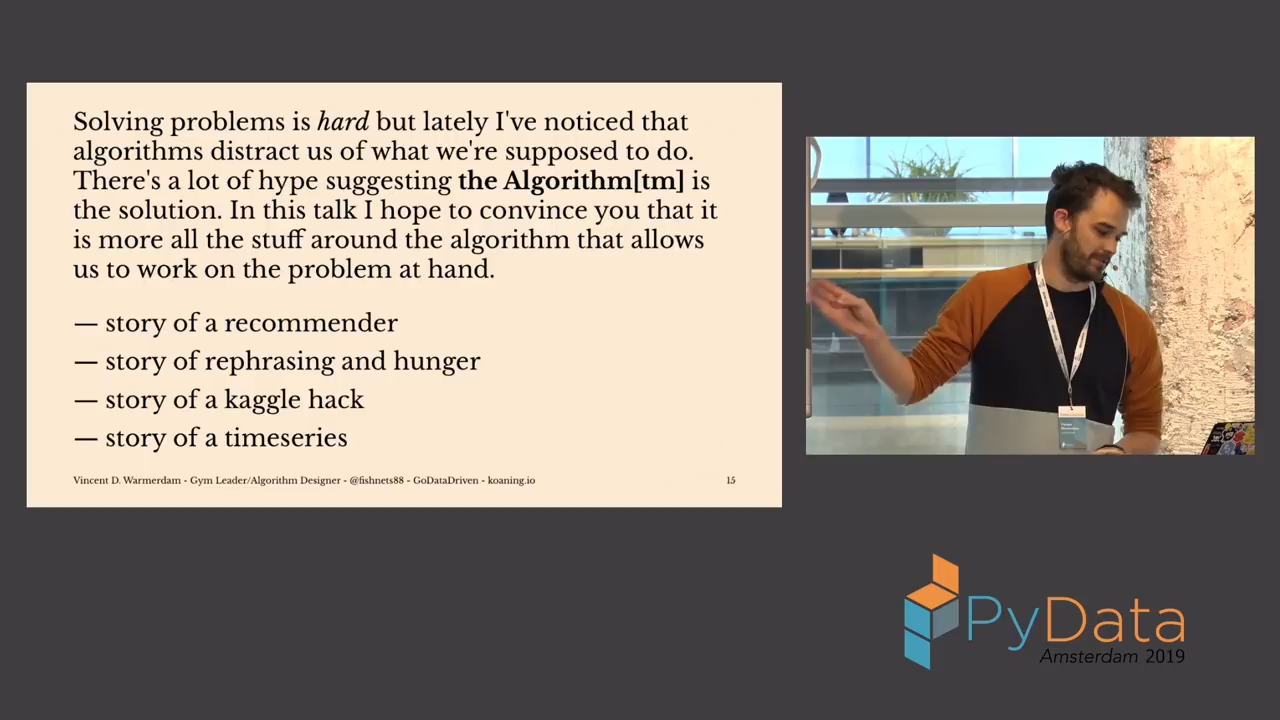 Solving problems is hard but lately I've noticed that
algorithms distract us of what we're supposed to do.
There's a lot of hype suggesting the Algorithm[tm] is
the solution. In this talk I hope to convince you that it
is more all the stuff around the algorithm that allows
us to work on the problem at hand.
— story of a recommender
— story of rephrasing and hunger
— story of a kaggle hack
— story of a timeseries
Vincent D. Warmerdam - Gym Leader/Algorithm Designer - @fishnets88 - GoDataDriven - koaning.io
15
PyData
Amsterdam 2019